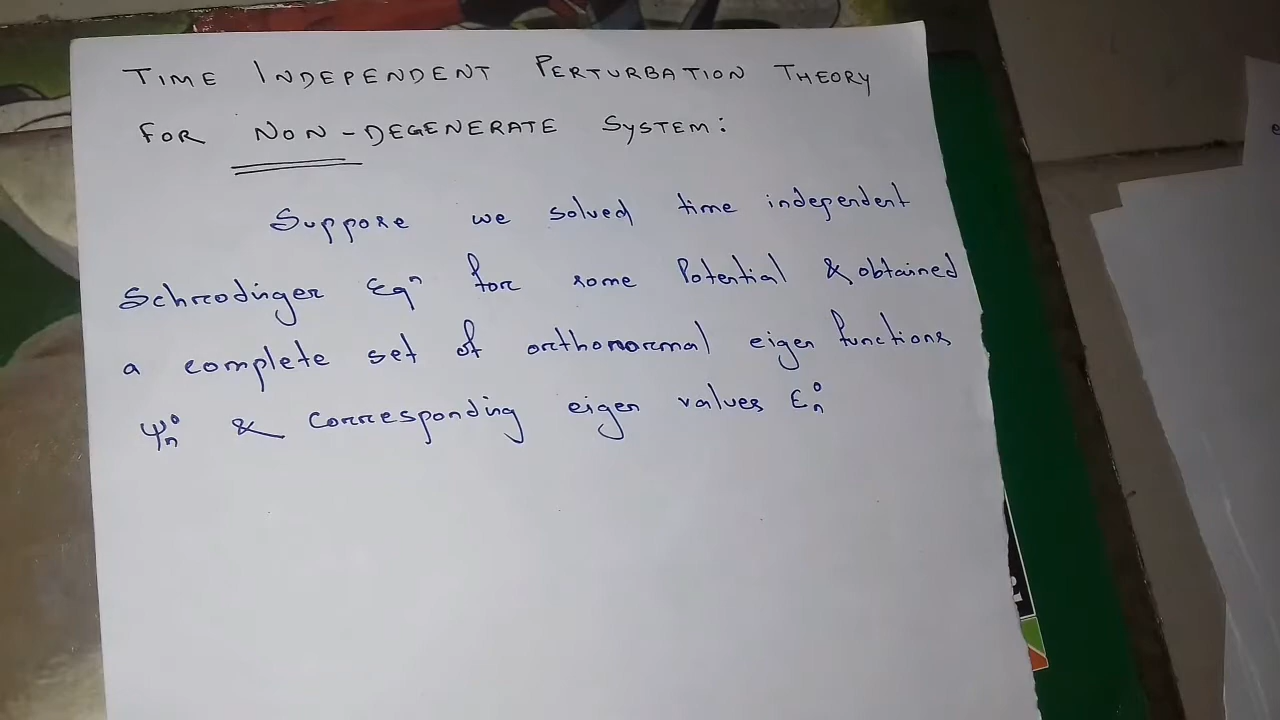 TIME INDEPENDENT PERTURBATION THEORY
FOR NON-DEGENERATE SYSTEM:
Suppose we solved time independent
Schrodinger Eqⁿ for some Potential & obtained
a complete set of orthonormal eigen functions
ψₙ⁰ & corresponding eigen values Eₙ⁰